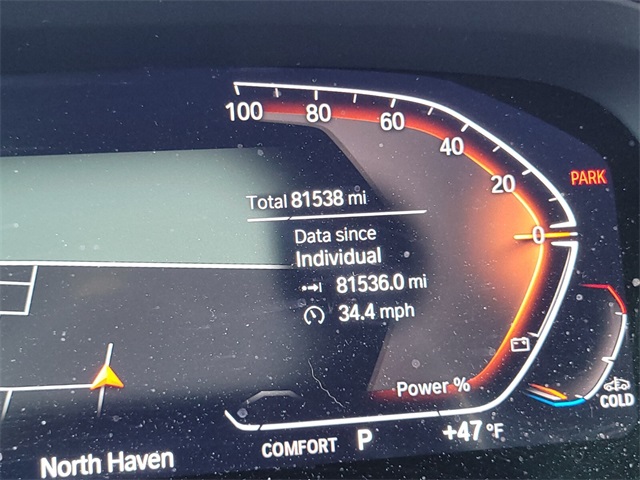 100 80 60 40 20 0
PARK
Total 81538 mi
Data since
Individual
81536.0 mi
34.4 mph
Power %
COLD
COMFORT P +47 °F
North Haven